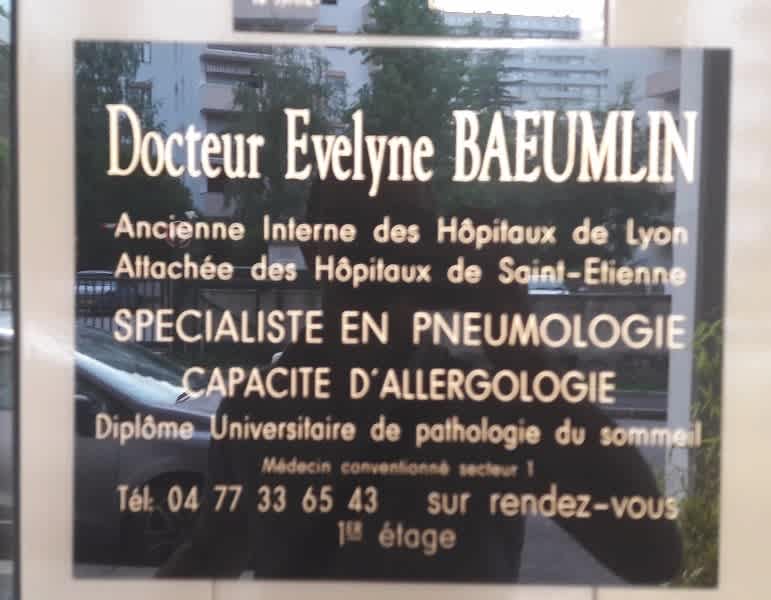 Docteur Evelyne BAEUMLIN
Ancienne Interne des Hôpitaux de Lyon
Attachée des Hôpitaux de Saint-Etienne
SPECIALISTE EN PNEUMOLOGIE
CAPACITE D'ALLERGOLOGIE
Diplôme Universitaire de pathologie du sommeil
Médecin conventionné secteur 1
Tél: 04 77 33 65 43 sur rendez-vous
1ER étage